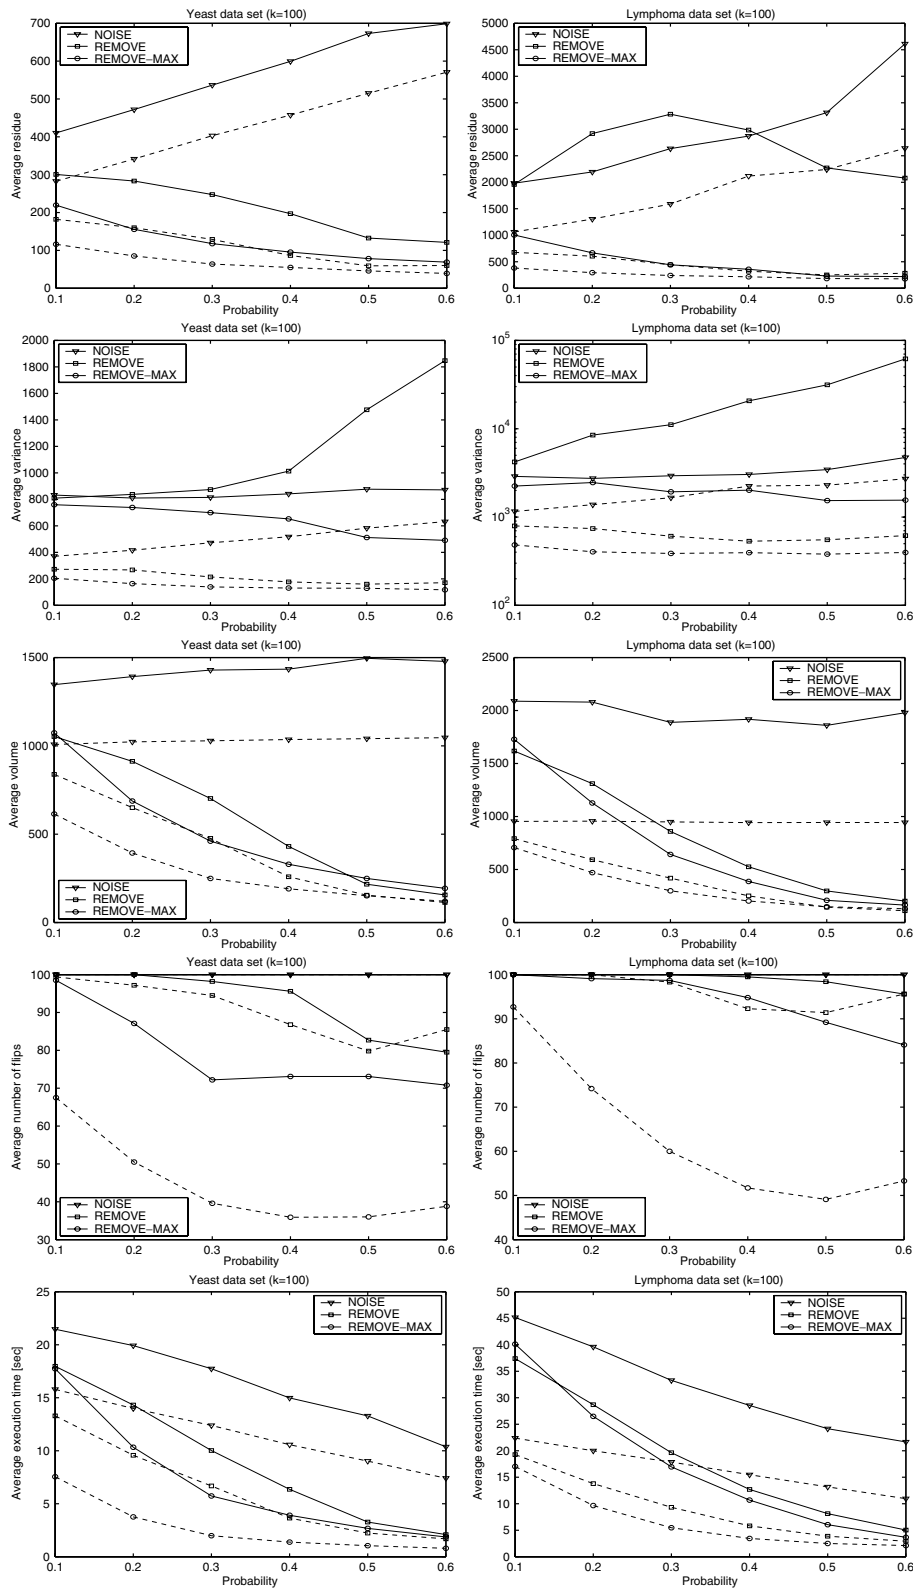 Yeast data set (k=100)
700
600
500
400
300
200
100
0
Average residue
NOISE
REMOVE
REMOVE−MAX
0.1 0.2 0.3 0.4 0.5 0.6
Probability
Lymphoma data set (k=100)
5000
4500
4000
3500
3000
2500
2000
1500
1000
500
0
Average residue
NOISE
REMOVE
REMOVE−MAX
0.1 0.2 0.3 0.4 0.5 0.6
Probability
Yeast data set (k=100)
2000
1800
1600
1400
1200
1000
800
600
400
200
0
Average variance
NOISE
REMOVE
REMOVE−MAX
0.1 0.2 0.3 0.4 0.5 0.6
Probability
Lymphoma data set (k=100)
10^5
10^4
10^3
10^2
Average variance
NOISE
REMOVE
REMOVE−MAX
0.1 0.2 0.3 0.4 0.5 0.6
Probability
Yeast data set (k=100)
1500
1000
500
0
Average volume
NOISE
REMOVE
REMOVE−MAX
0.1 0.2 0.3 0.4 0.5 0.6
Probability
Lymphoma data set (k=100)
2500
2000
1500
1000
500
0
Average volume
NOISE
REMOVE
REMOVE−MAX
0.1 0.2 0.3 0.4 0.5 0.6
Probability
Yeast data set (k=100)
100
90
80
70
60
50
40
30
Average number of flips
NOISE
REMOVE
REMOVE−MAX
0.1 0.2 0.3 0.4 0.5 0.6
Probability
Lymphoma data set (k=100)
100
90
80
70
60
50
40
Average number of flips
NOISE
REMOVE
REMOVE−MAX
0.1 0.2 0.3 0.4 0.5 0.6
Probability
Yeast data set (k=100)
25
20
15
10
5
0
Average execution time [sec]
NOISE
REMOVE
REMOVE−MAX
0.1 0.2 0.3 0.4 0.5 0.6
Probability
Lymphoma data set (k=100)
50
45
40
35
30
25
20
15
10
5
0
Average execution time [sec]
NOISE
REMOVE
REMOVE−MAX
0.1 0.2 0.3 0.4 0.5 0.6
Probability